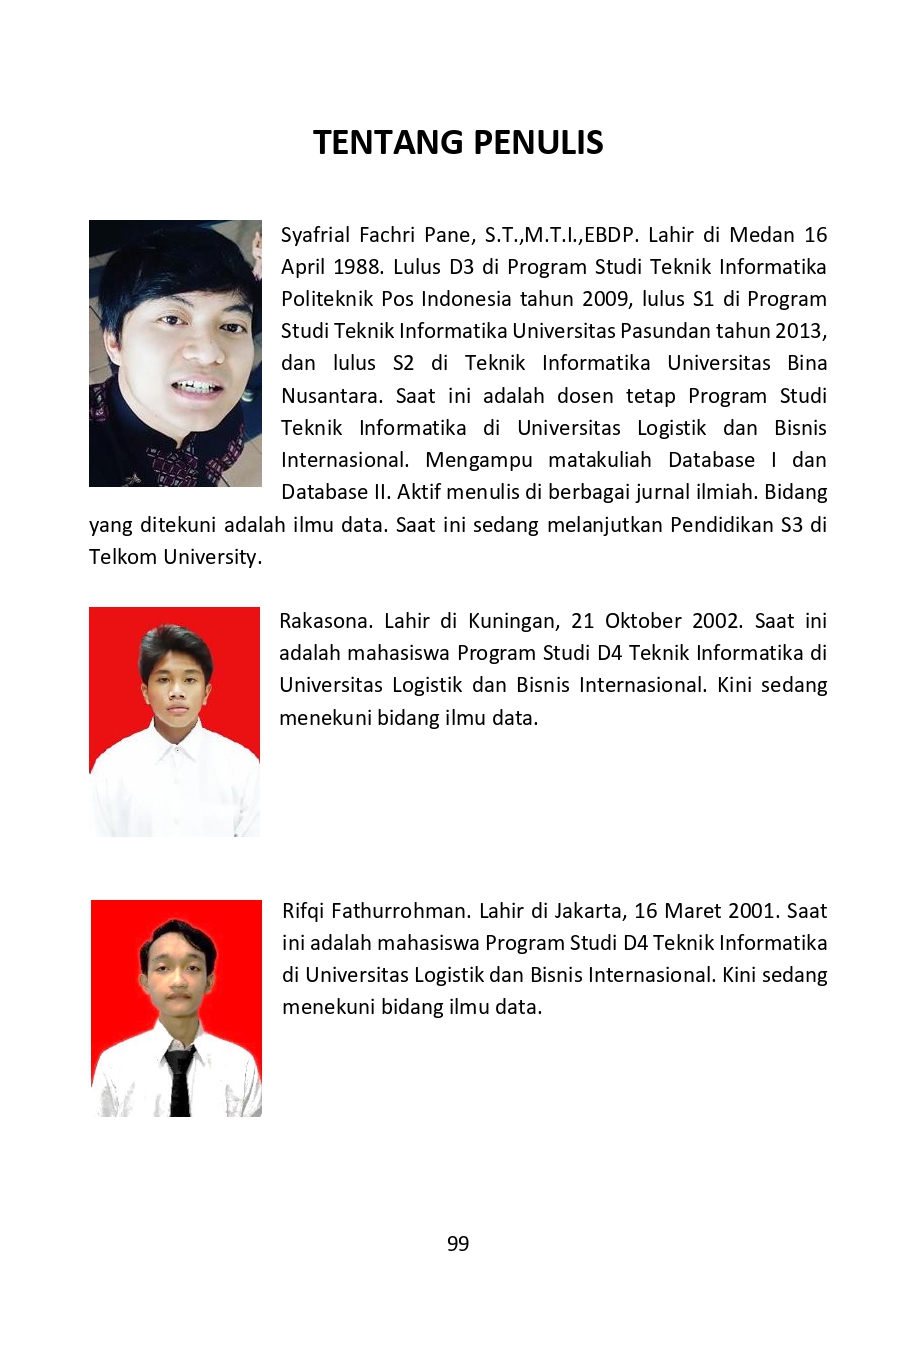 TENTANG PENULIS
Syafrial Fachri Pane, S.T.,M.T.I.,EBDP. Lahir di Medan 16
April 1988. Lulus D3 di Program Studi Teknik Informatika
Politeknik Pos Indonesia tahun 2009, lulus S1 di Program
Studi Teknik Informatika Universitas Pasundan tahun 2013,
dan lulus S2 di Teknik Informatika Universitas Bina
Nusantara. Saat ini adalah dosen tetap Program Studi
Teknik Informatika di Universitas Logistik dan Bisnis
Internasional. Mengampu matakuliah Database I dan
Database II. Aktif menulis di berbagai jurnal ilmiah. Bidang
yang ditekuni adalah ilmu data. Saat ini sedang melanjutkan Pendidikan S3 di
Telkom University.
Rakasona. Lahir di Kuningan, 21 Oktober 2002. Saat ini
adalah mahasiswa Program Studi D4 Teknik Informatika di
Universitas Logistik dan Bisnis Internasional. Kini sedang
menekuni bidang ilmu data.
Rifqi Fathurrohman. Lahir di Jakarta, 16 Maret 2001. Saat
ini adalah mahasiswa Program Studi D4 Teknik Informatika
di Universitas Logistik dan Bisnis Internasional. Kini sedang
menekuni bidang ilmu data.
99